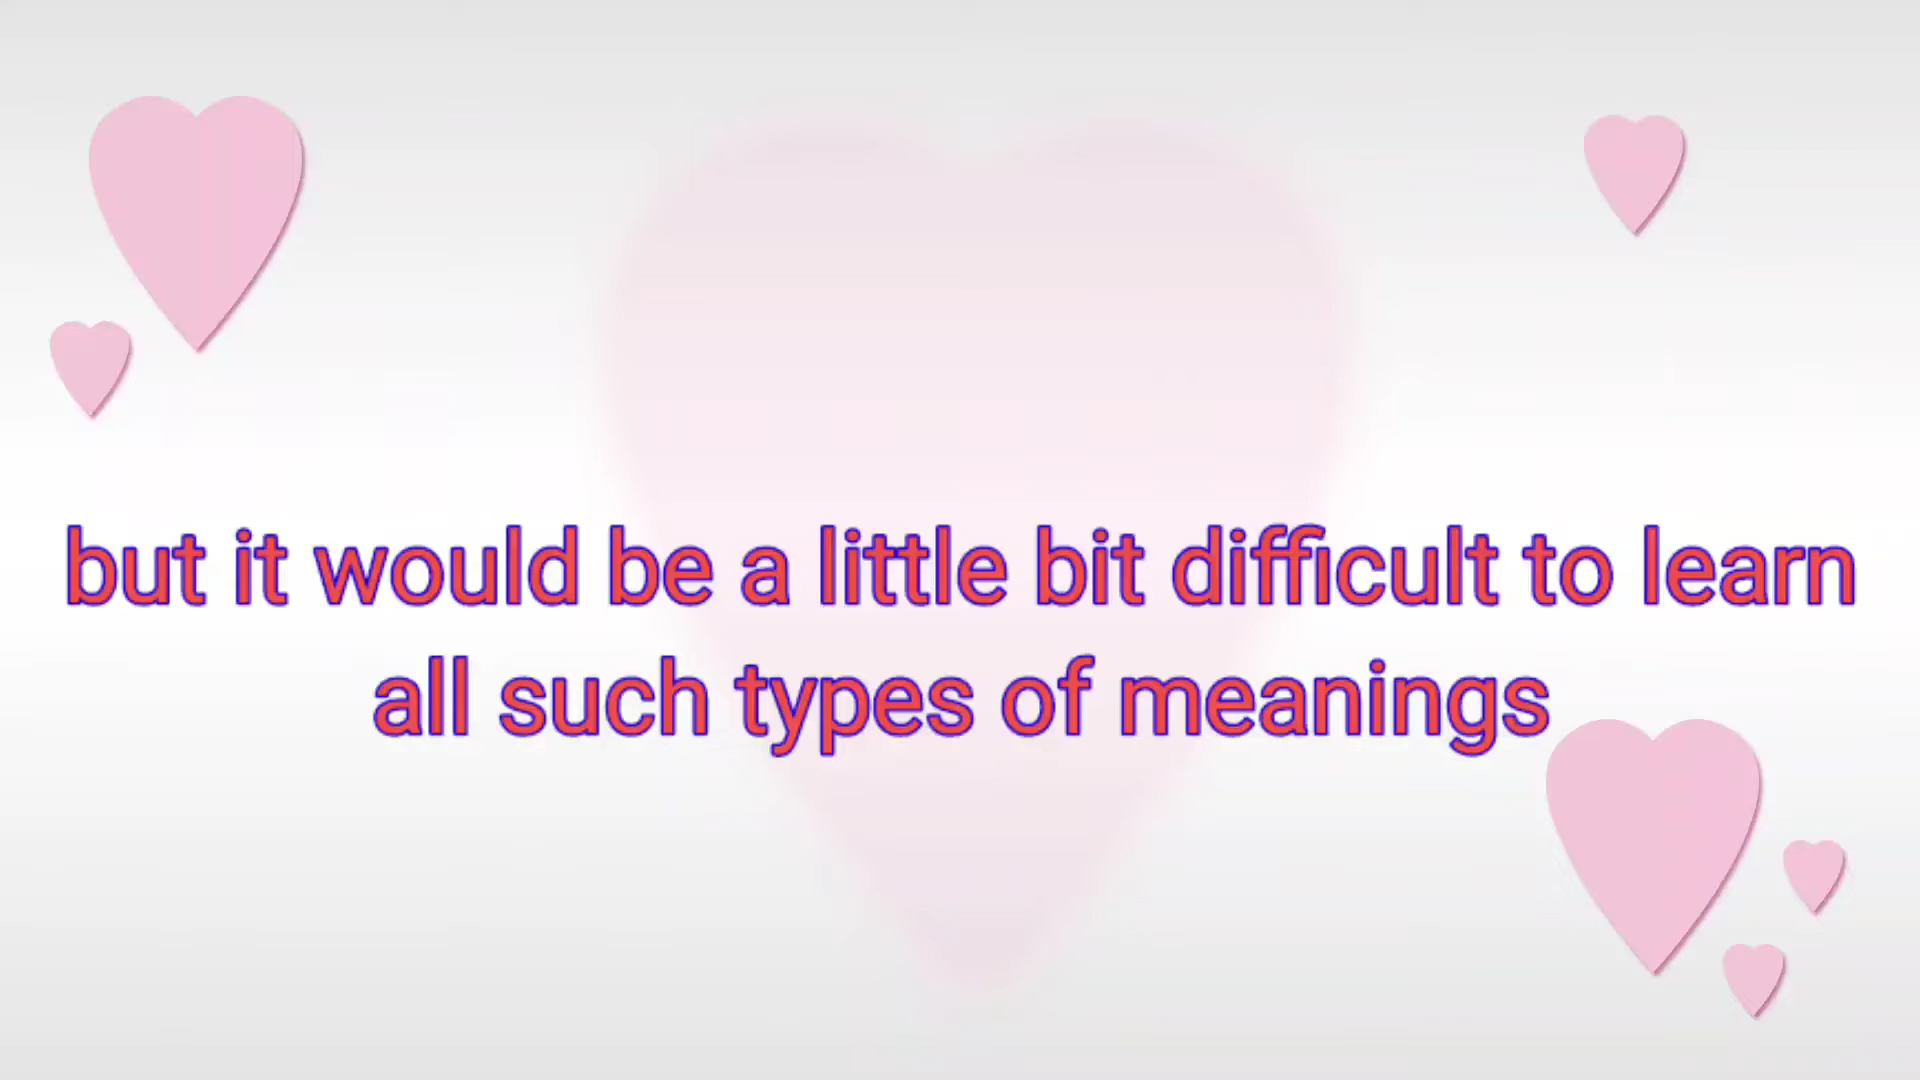 but it would be a little bit difficult to learn
all such types of meanings